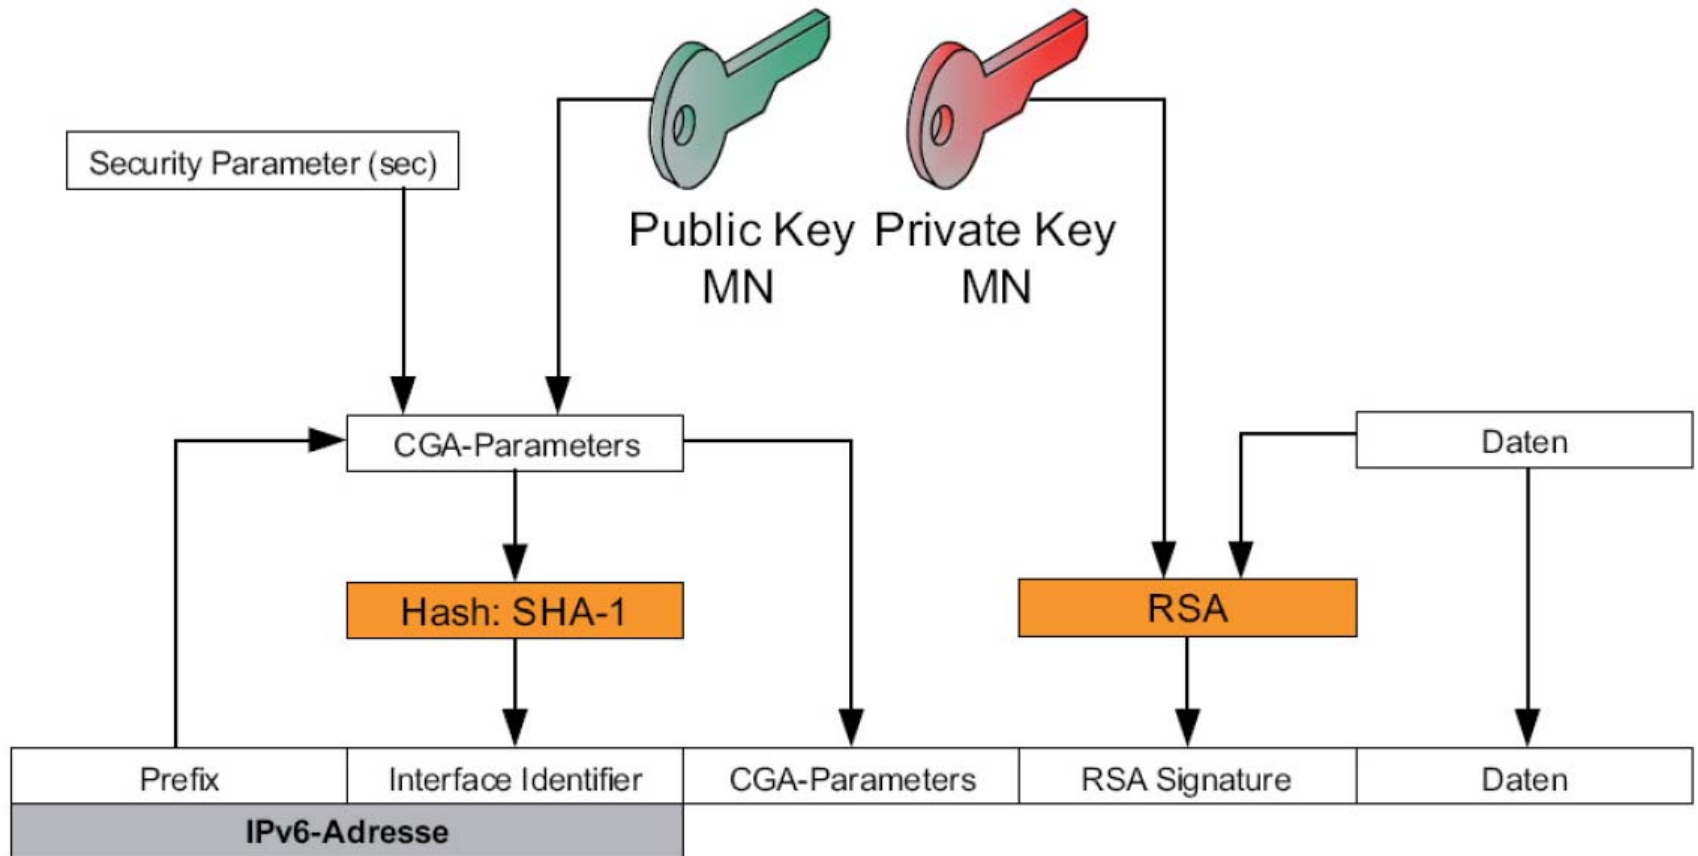 Security Parameter (sec)
Public Key
MN
Private Key
MN
CGA-Parameters
Daten
Hash: SHA-1
RSA
Prefix
Interface Identifier
CGA-Parameters
RSA Signature
Daten
IPv6-Adresse